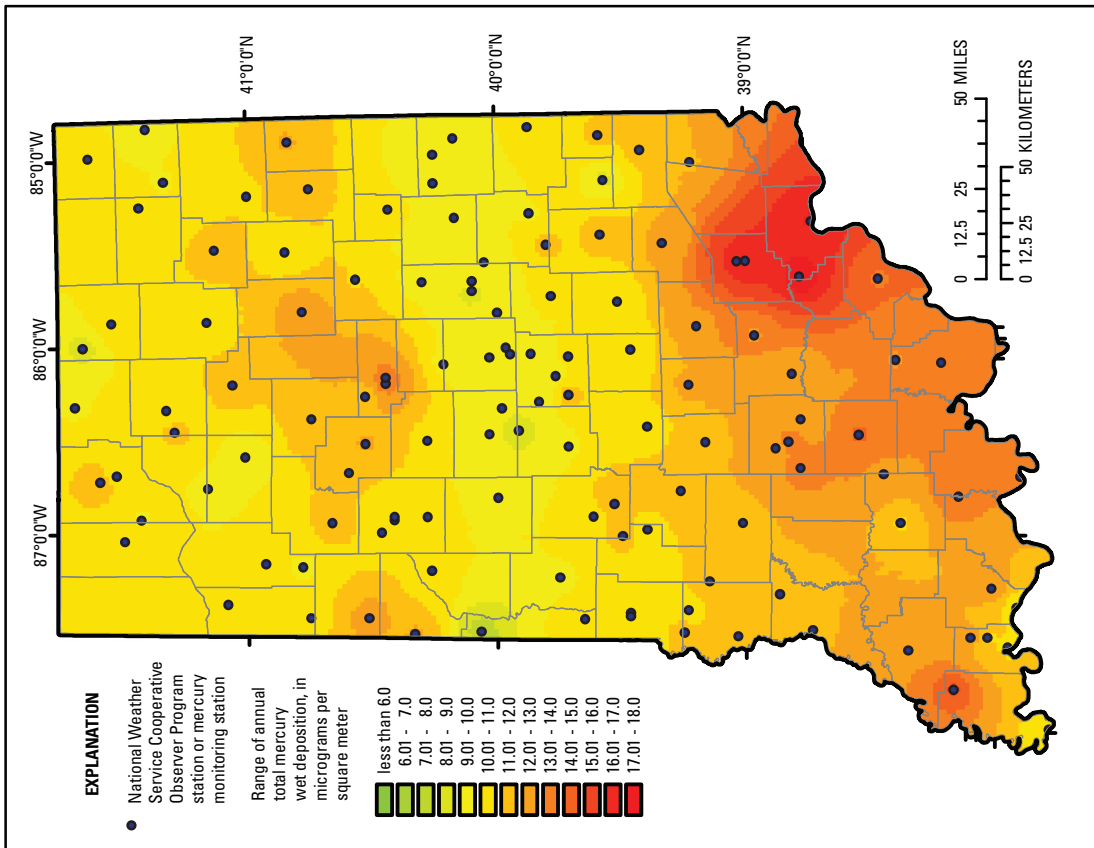 EXPLANATION
National Weather
Service Cooperative
Observer Program
station or mercury
monitoring station
Range of annual
total mercury
wet deposition, in
micrograms per
square meter
less than 6.0
6.01 - 7.0
7.01 - 8.0
8.01 - 9.0
9.01 - 10.0
10.01 - 11.0
11.01 - 12.0
12.01 - 13.0
13.01 - 14.0
14.01 - 15.0
15.01 - 16.0
16.01 - 17.0
17.01 - 18.0
87°0'0"W
86°0'0"W
85°0'0"W
41°0'0"N
40°0'0"N
39°0'0"N
0 12.5 25 50 MILES
0 12.5 25 50 KILOMETERS